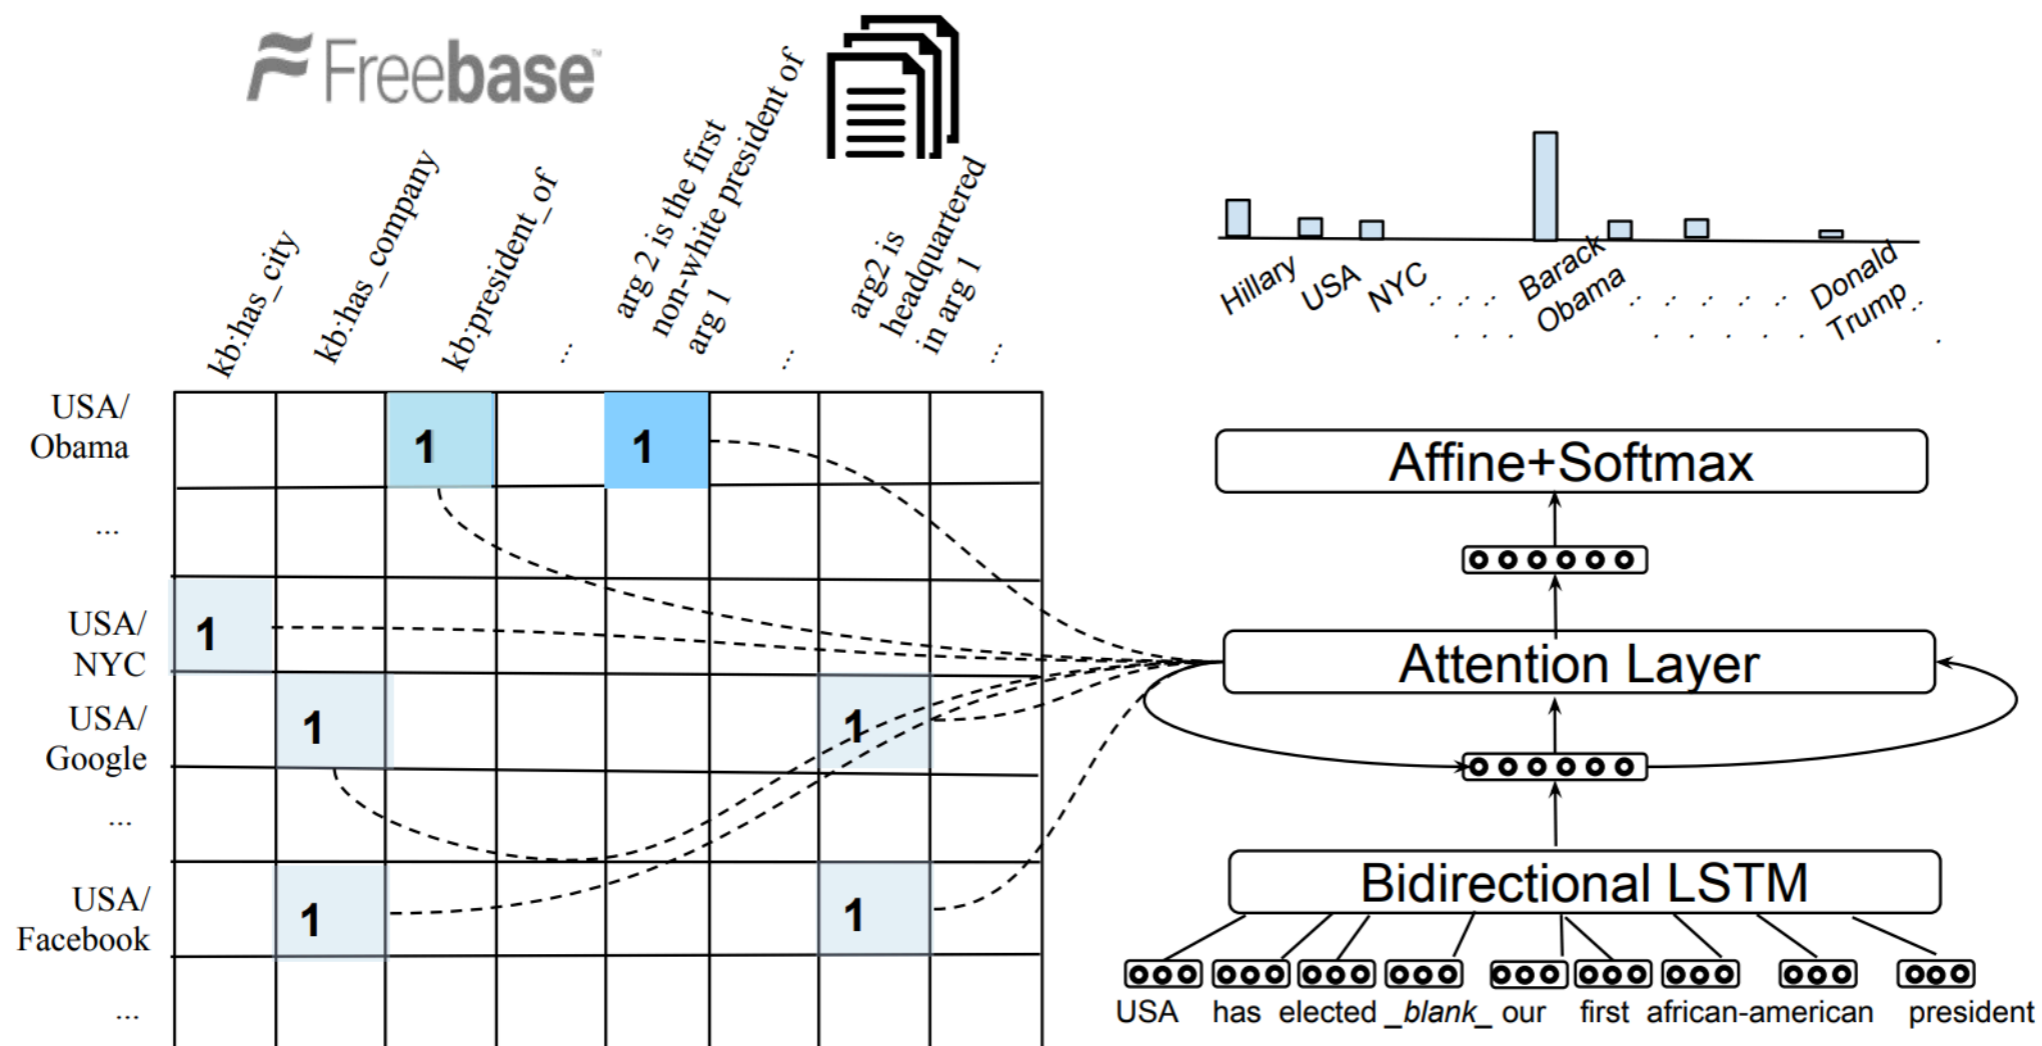 Freebase™
kb:has_city
kb:has_company
kb:president_of
...
arg 2 is the first
non-white president of
arg 1
...
arg2 is
headquartered
in arg 1
...
USA/
Obama
1
1
...
USA/
NYC
1
USA/
Google
1
1
...
USA/
Facebook
1
1
...
Hillary
USA
NYC
. . .
. . .
Barack
Obama
. . . . .
. . . . .
Donald
Trump
. .
Affine+Softmax
Attention Layer
Bidirectional LSTM
USA has elected _blank_ our first african-american president